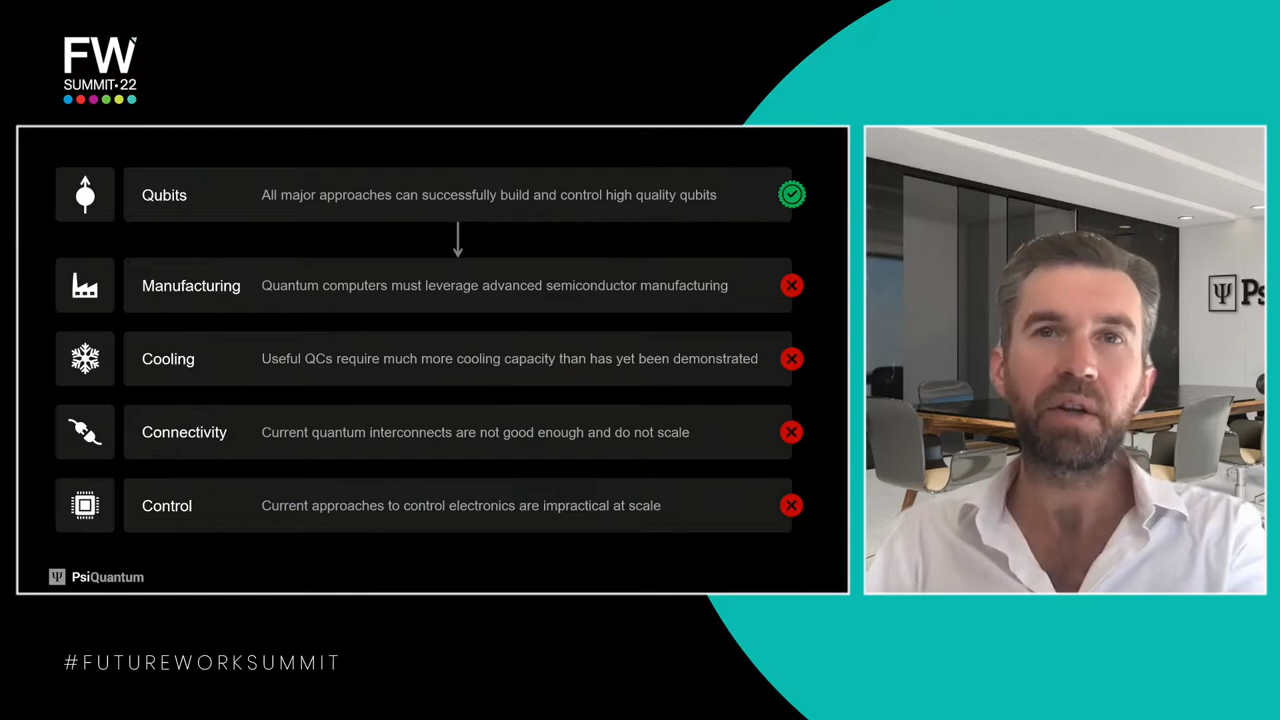 FW
SUMMIT•22
Qubits All major approaches can successfully build and control high quality qubits
Manufacturing Quantum computers must leverage advanced semiconductor manufacturing
Cooling Useful QCs require much more cooling capacity than has yet been demonstrated
Connectivity Current quantum interconnects are not good enough and do not scale
Control Current approaches to control electronics are impractical at scale
Ψ PsiQuantum
Ψ Ps
#FUTUREWORKSUMMIT